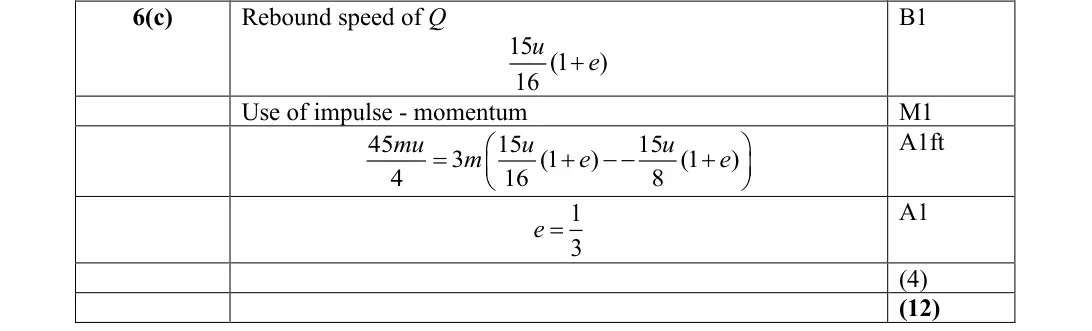 6(c) Rebound speed of Q B1
15u/16 (1 + e)
Use of impulse - momentum M1
45mu/4 = 3m(15u/16 (1 + e) − − 15u/8 (1 + e)) A1ft
e = 1/3 A1
(4)
(12)